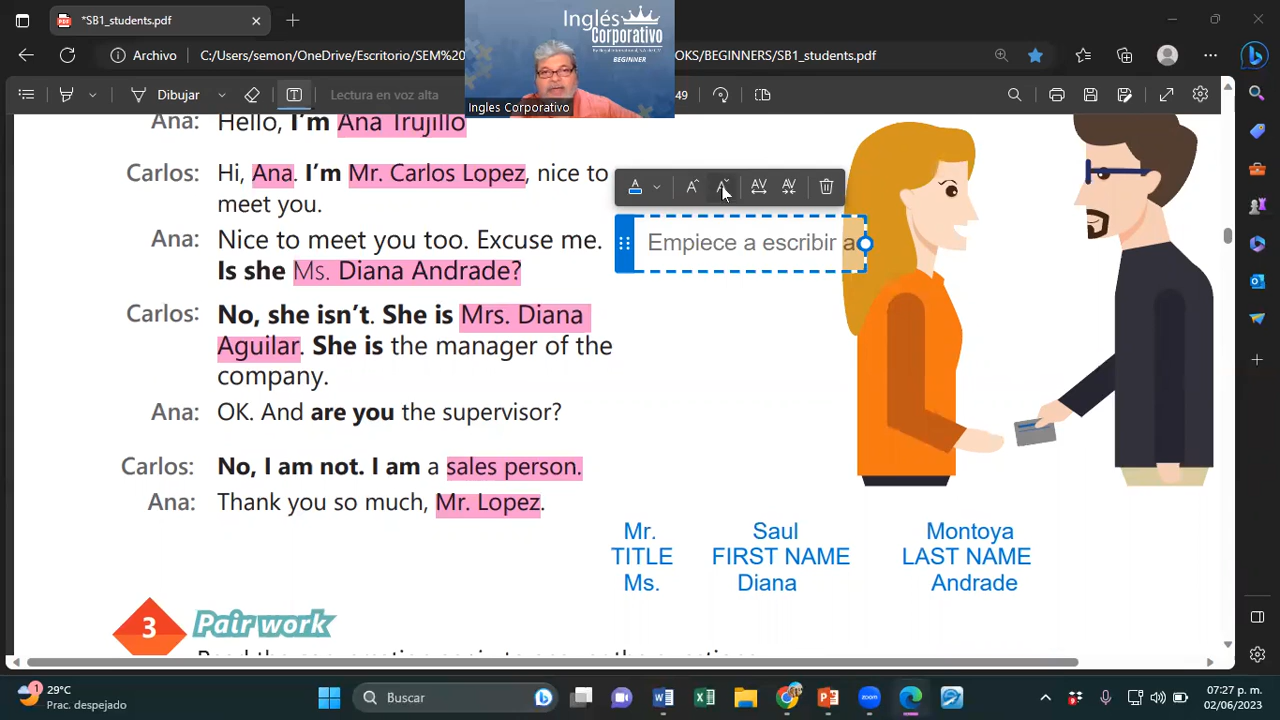 *SB1_students.pdf
Archivo
C:/Users/semon/OneDrive/Escritorio/SEM%20
OKS/BEGINNERS/SB1_students.pdf
Inglés
Corporativo
BEGINNER
Ingles Corporativo
Dibujar
Lectura en voz alta
49
Ana: Hello, I'm Ana Trujillo
Carlos: Hi, Ana. I'm Mr. Carlos Lopez, nice to
meet you.
Ana: Nice to meet you too. Excuse me.
Is she Ms. Diana Andrade?
Carlos: No, she isn't. She is Mrs. Diana
Aguilar. She is the manager of the
company.
Ana: OK. And are you the supervisor?
Carlos: No, I am not. I am a sales person.
Ana: Thank you so much, Mr. Lopez.
Empiece a escribir a
Mr. Saul Montoya
TITLE FIRST NAME LAST NAME
Ms. Diana Andrade
3 Pair work
29°C
Prac. despejado
1
Buscar
zoom
07:27 p. m.
02/06/2023